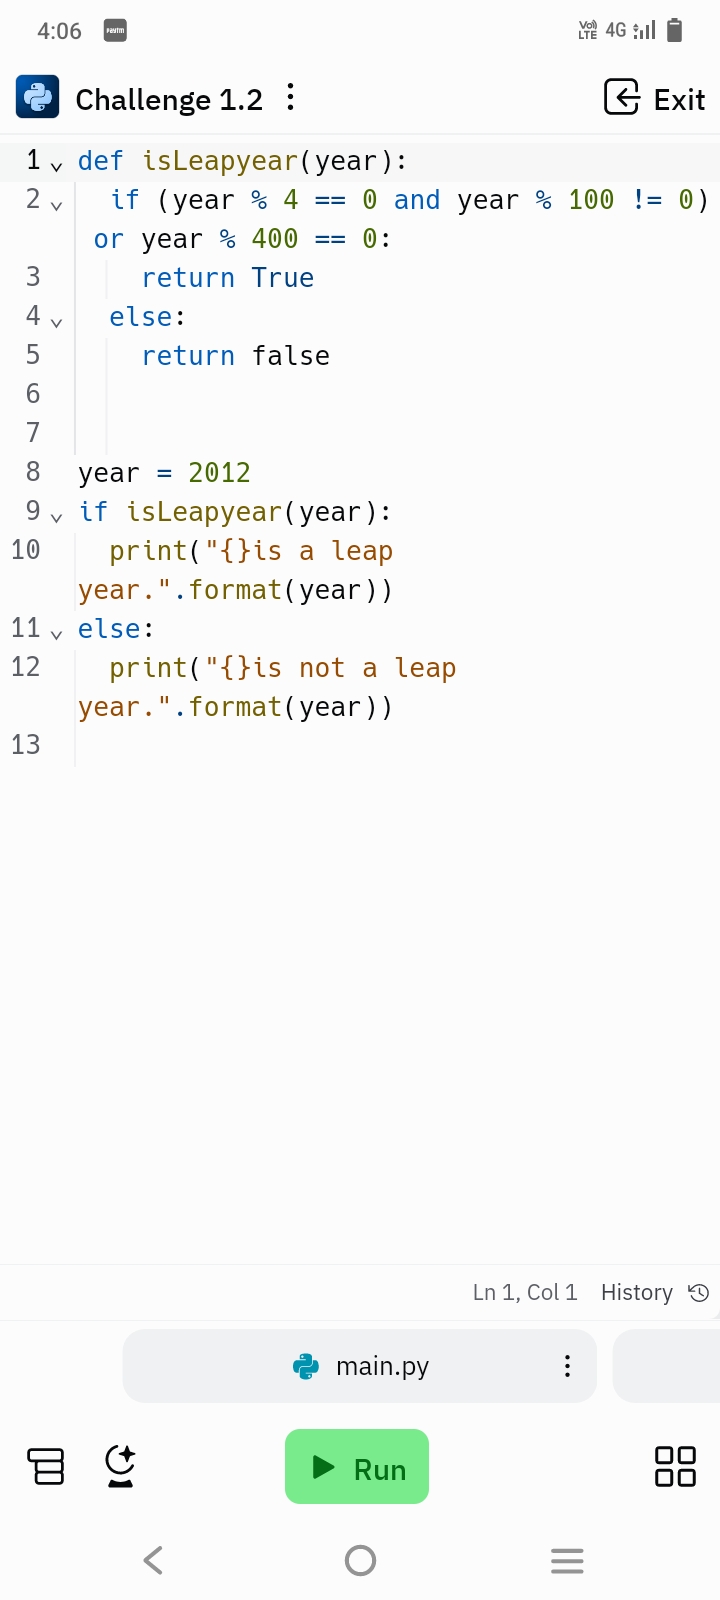 4:06 Paytm VoI) LTE 4G
Challenge 1.2 Exit
1 def isLeapyear(year):
2 if (year % 4 == 0 and year % 100 != 0)
or year % 400 == 0:
3 return True
4 else:
5 return false
6
7
8 year = 2012
9 if isLeapyear(year):
10 print("{}is a leap
year.".format(year))
11 else:
12 print("{}is not a leap
year.".format(year))
13
Ln 1, Col 1 History
main.py
Run